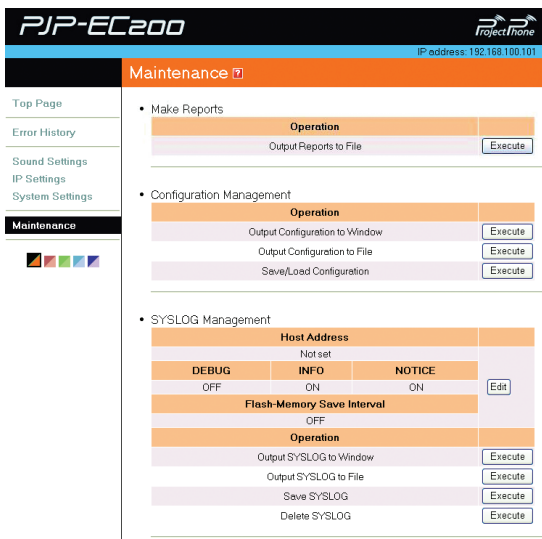 PJP-EC200
ProjectPhone
IP address: 192.168.100.101
Maintenance ?
Top Page
Error History
Sound Settings
IP Settings
System Settings
Maintenance
• Make Reports
Operation
Output Reports to File Execute
• Configuration Management
Operation
Output Configuration to Window Execute
Output Configuration to File Execute
Save/Load Configuration Execute
• SYSLOG Management
Host Address
Not set
DEBUG INFO NOTICE
OFF ON ON Edit
Flash-Memory Save Interval
OFF
Operation
Output SYSLOG to Window Execute
Output SYSLOG to File Execute
Save SYSLOG Execute
Delete SYSLOG Execute